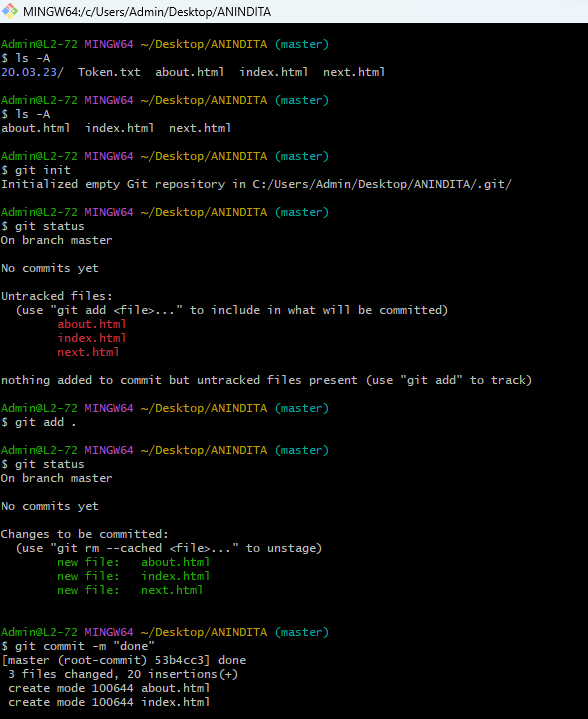 MINGW64:/c/Users/Admin/Desktop/ANINDITA
Admin@L2-72 MINGW64 ~/Desktop/ANINDITA (master)
$ ls -A
20.03.23/  Token.txt  about.html  index.html  next.html
Admin@L2-72 MINGW64 ~/Desktop/ANINDITA (master)
$ ls -A
about.html  index.html  next.html
Admin@L2-72 MINGW64 ~/Desktop/ANINDITA (master)
$ git init
Initialized empty Git repository in C:/Users/Admin/Desktop/ANINDITA/.git/
Admin@L2-72 MINGW64 ~/Desktop/ANINDITA (master)
$ git status
On branch master
No commits yet
Untracked files:
  (use "git add <file>..." to include in what will be committed)
        about.html
        index.html
        next.html
nothing added to commit but untracked files present (use "git add" to track)
Admin@L2-72 MINGW64 ~/Desktop/ANINDITA (master)
$ git add .
Admin@L2-72 MINGW64 ~/Desktop/ANINDITA (master)
$ git status
On branch master
No commits yet
Changes to be committed:
  (use "git rm --cached <file>..." to unstage)
        new file:   about.html
        new file:   index.html
        new file:   next.html
Admin@L2-72 MINGW64 ~/Desktop/ANINDITA (master)
$ git commit -m "done"
[master (root-commit) 53b4cc3] done
 3 files changed, 20 insertions(+)
 create mode 100644 about.html
 create mode 100644 index.html